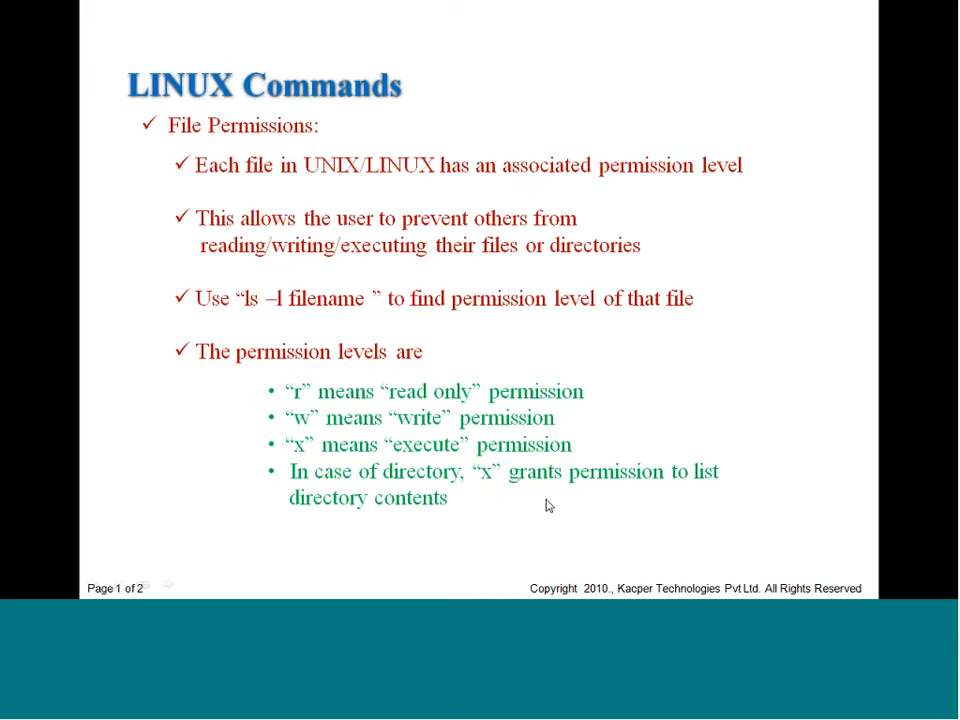 LINUX Commands
✓ File Permissions:
✓ Each file in UNIX/LINUX has an associated permission level
✓ This allows the user to prevent others from
reading/writing/executing their files or directories
✓ Use “ls –l filename ” to find permission level of that file
✓ The permission levels are
• “r” means “read only” permission
• “w” means “write” permission
• “x” means “execute” permission
• In case of directory, “x” grants permission to list
directory contents
Page 1 of 2
Copyright 2010., Kacper Technologies Pvt Ltd. All Rights Reserved